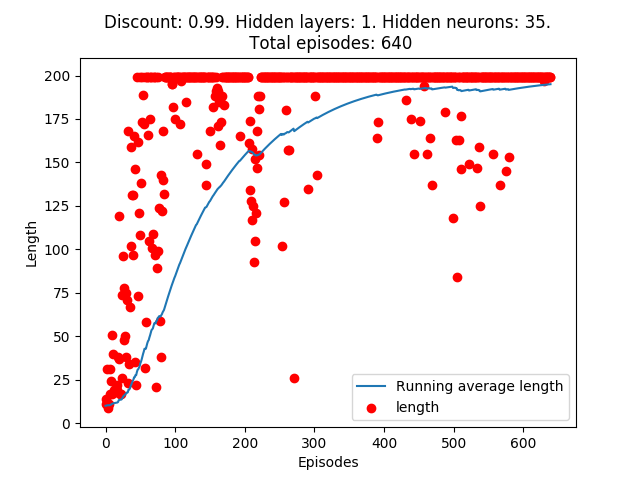 Discount: 0.99. Hidden layers: 1. Hidden neurons: 35.
Total episodes: 640
200
175
150
125
100
75
50
25
0
Length
0 100 200 300 400 500 600
Episodes
Running average length
length